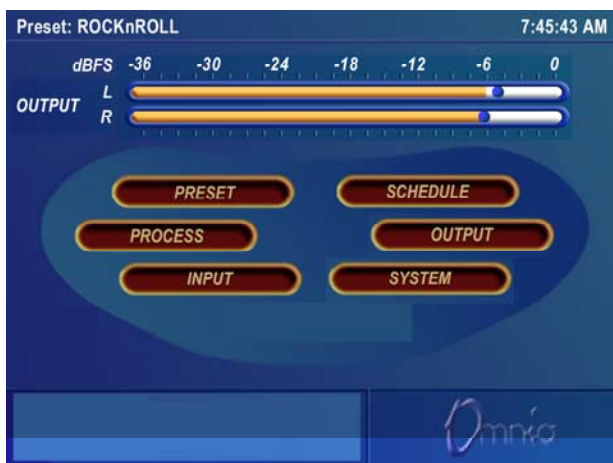 Preset: ROCKnROLL 7:45:43 AM
dBFS -36 -30 -24 -18 -12 -6 0
OUTPUT L
R
PRESET SCHEDULE
PROCESS OUTPUT
INPUT SYSTEM
Omnia